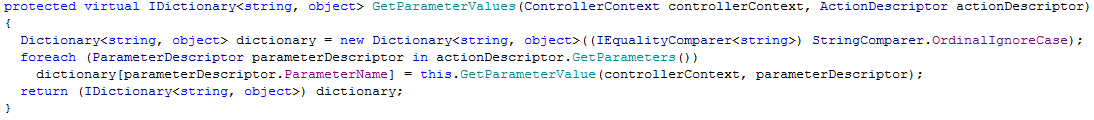 protected virtual IDictionary<string, object> GetParameterValues(ControllerContext controllerContext, ActionDescriptor actionDescriptor)
{
  Dictionary<string, object> dictionary = new Dictionary<string, object>((IEqualityComparer<string>) StringComparer.OrdinalIgnoreCase);
  foreach (ParameterDescriptor parameterDescriptor in actionDescriptor.GetParameters())
    dictionary[parameterDescriptor.ParameterName] = this.GetParameterValue(controllerContext, parameterDescriptor);
  return (IDictionary<string, object>) dictionary;
}